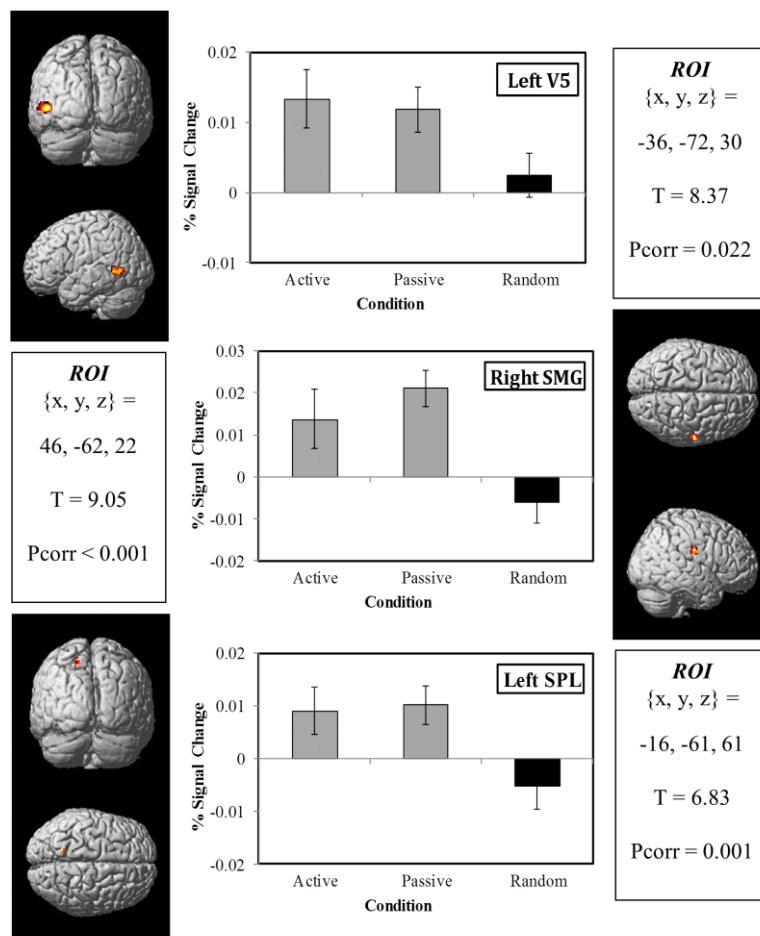 0.02
Left V5
0.01
0
-0.01
% Signal Change
Active Passive Random
Condition
ROI
{x, y, z} =
-36, -72, 30
T = 8.37
Pcorr = 0.022
ROI
{x, y, z} =
46, -62, 22
T = 9.05
Pcorr < 0.001
0.03
Right SMG
0.02
0.01
0
-0.01
-0.02
% Signal Change
Active Passive Random
Condition
0.02
Left SPL
0.01
0
-0.01
-0.02
% Signal Change
Active Passive Random
Condition
ROI
{x, y, z} =
-16, -61, 61
T = 6.83
Pcorr = 0.001